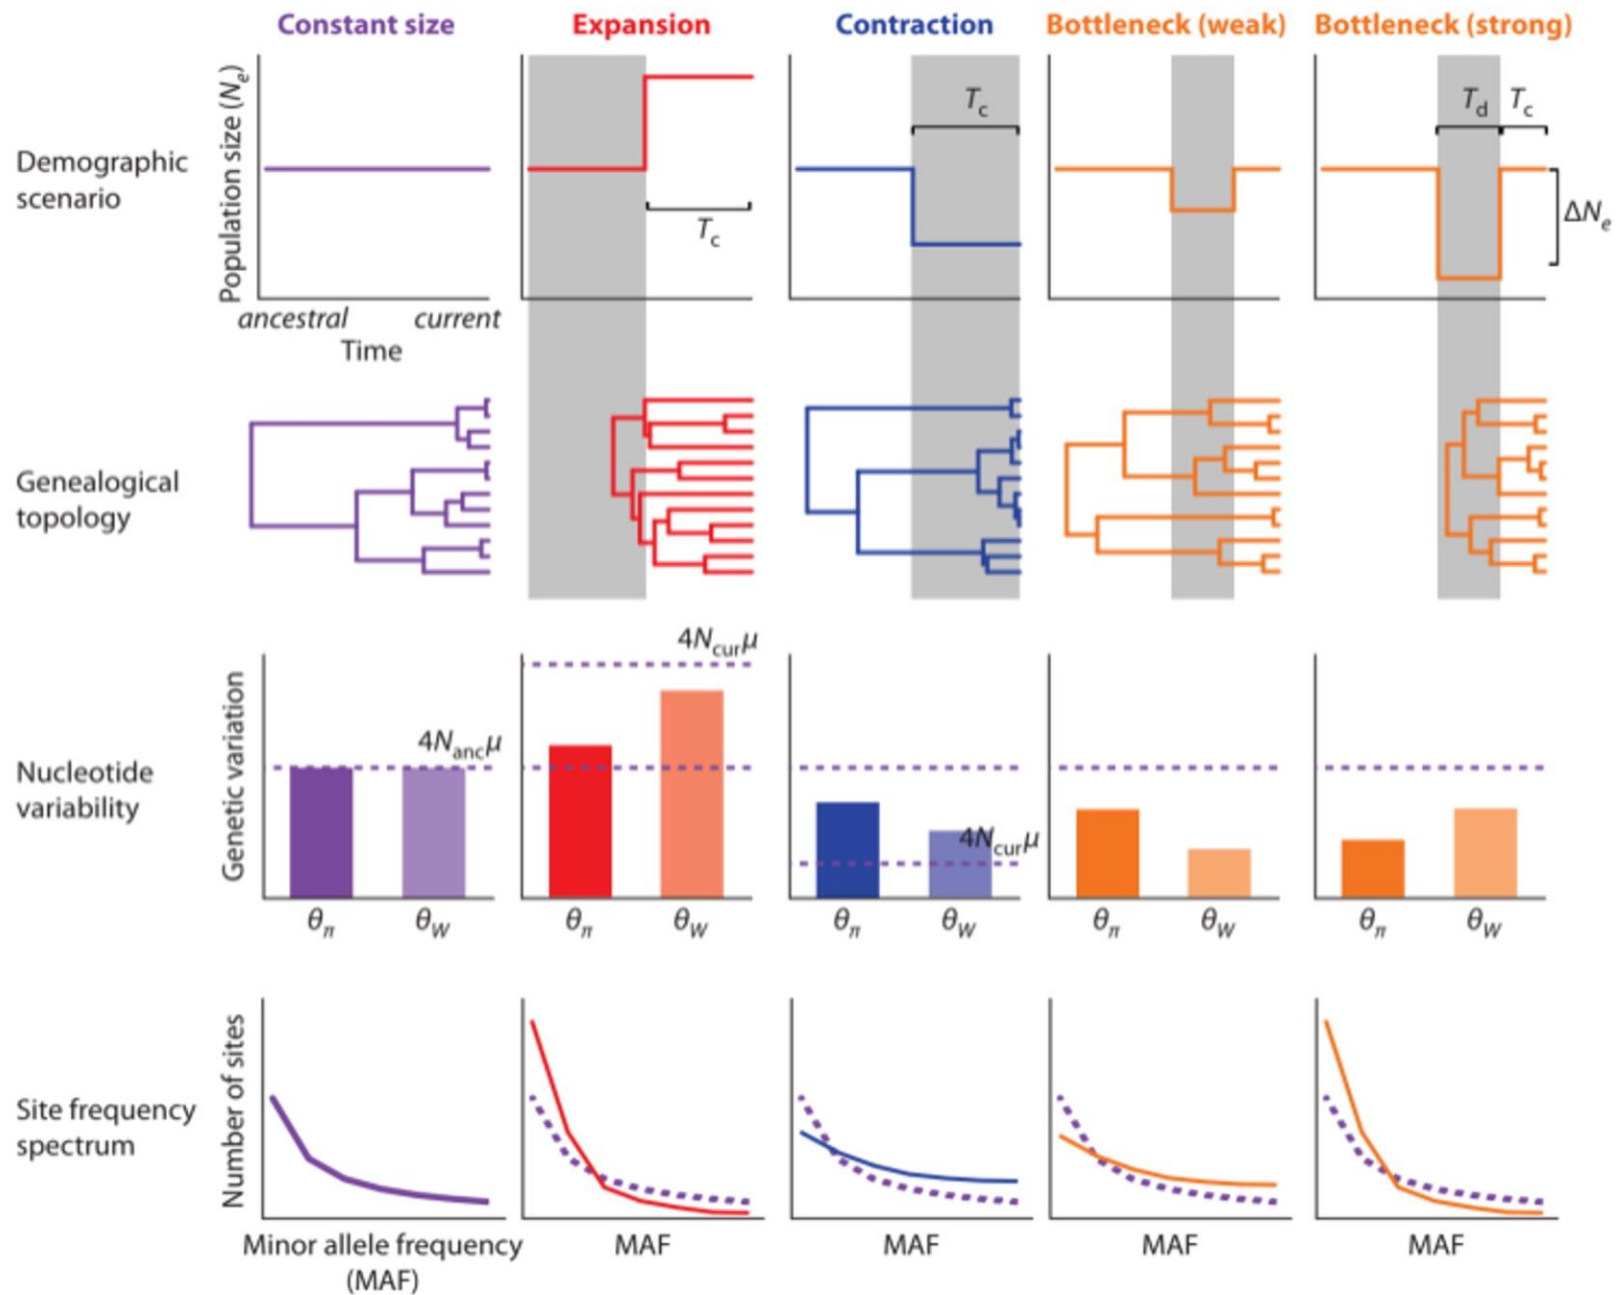 Constant size
Expansion
Contraction
Bottleneck (weak)
Bottleneck (strong)
Demographic
scenario
Population size (Ne)
Tc
Tc
Td
Tc
ΔNe
ancestral
current
Time
Genealogical
topology
Nucleotide
variability
Genetic variation
4Nancμ
4Ncurμ
4Ncurμ
θπ
θW
θπ
θW
θπ
θW
θπ
θW
θπ
θW
Site frequency
spectrum
Number of sites
Minor allele frequency
(MAF)
MAF
MAF
MAF
MAF